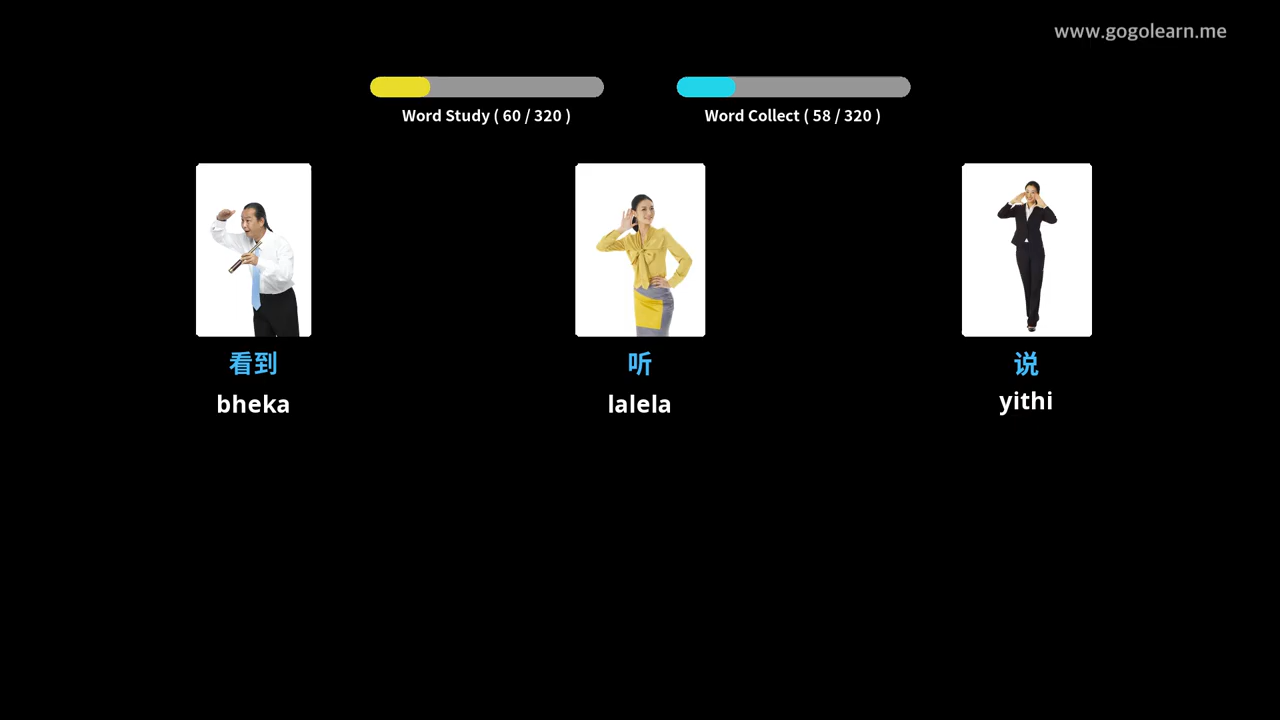 www.gogolearn.me
Word Study ( 60 / 320 )
Word Collect ( 58 / 320 )
看到
听
说
bheka
lalela
yithi